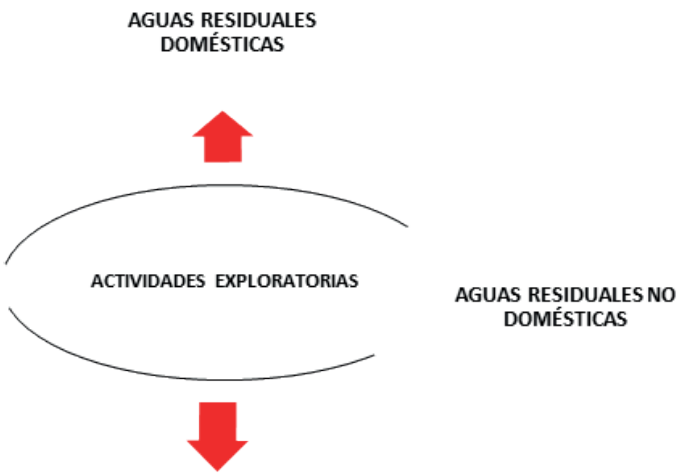 AGUAS RESIDUALES
DOMÉSTICAS
ACTIVIDADES EXPLORATORIAS
AGUAS RESIDUALES NO
DOMÉSTICAS